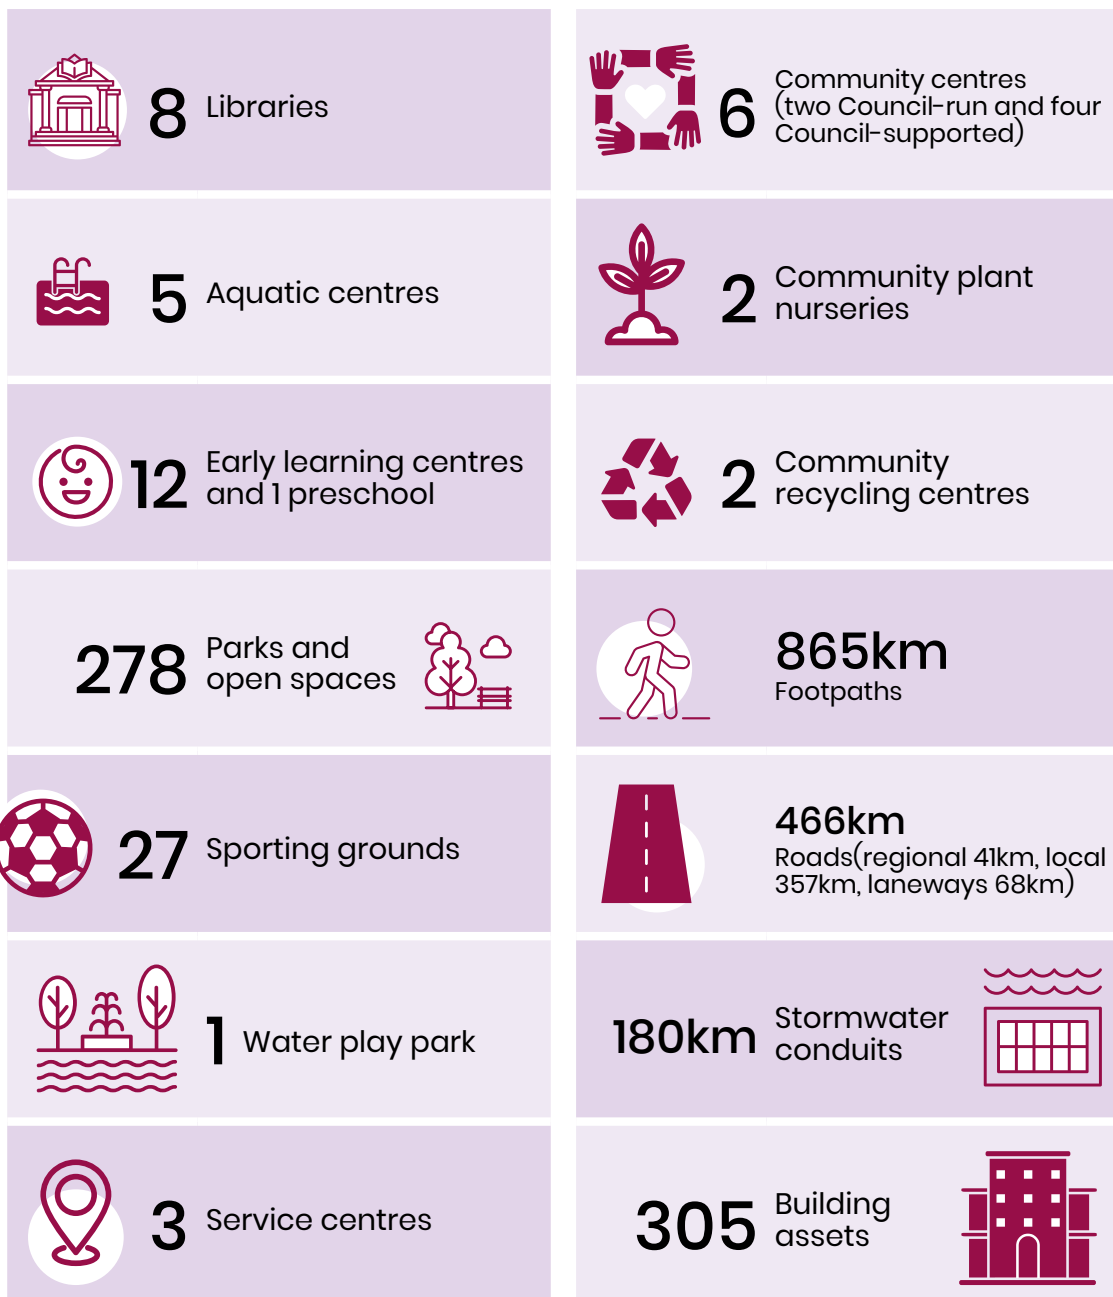 8 Libraries
5 Aquatic centres
12 Early learning centres
and 1 preschool
278 Parks and
open spaces
27 Sporting grounds
1 Water play park
3 Service centres
6 Community centres
(two Council-run and four
Council-supported)
2 Community plant
nurseries
2 Community
recycling centres
865km
Footpaths
466km
Roads(regional 41km, local
357km, laneways 68km)
180km Stormwater
conduits
305 Building
assets